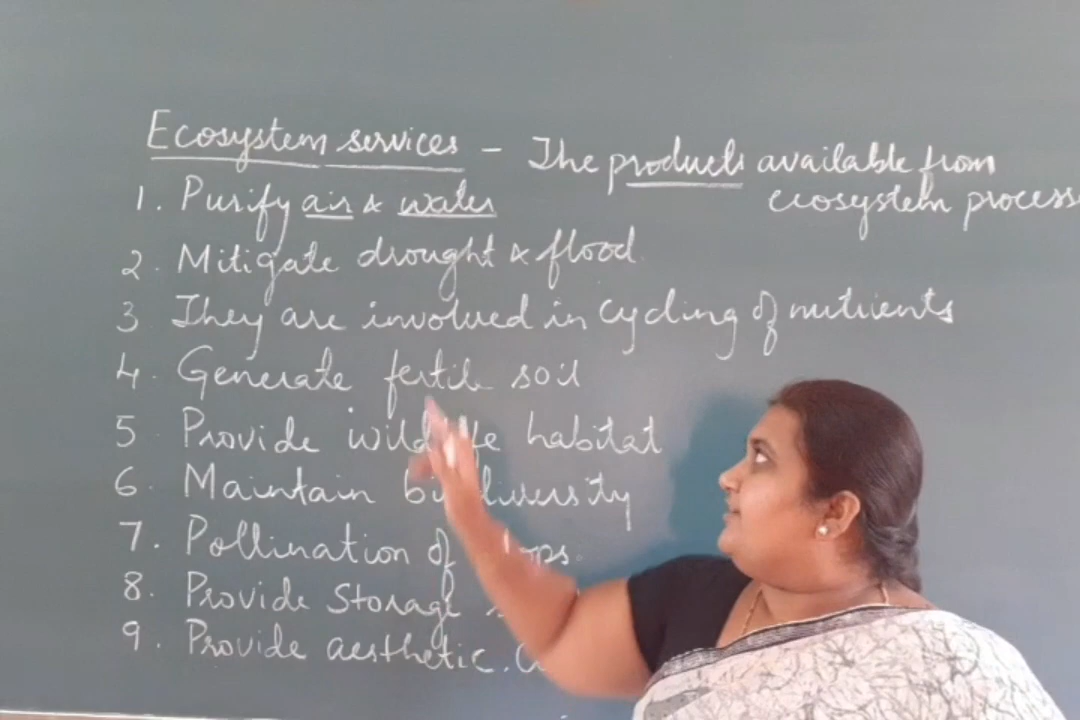 Ecosystem services - The products available from
ecosystem process
1. Purify air & water
2. Mitigate drought & flood
3 They are involved in cycling of nutrients
4. Generate fertile soil
5 Provide habitat
6. Maintain
7. Pollination of
8. Provide Storage
9. Provide aesthetic.